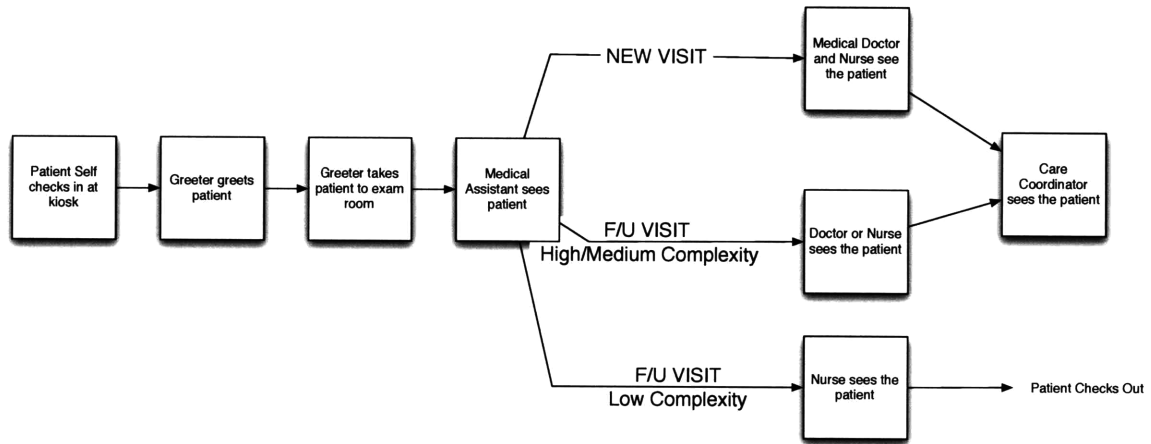 Patient Self
checks in at
kiosk
Greeter greets
patient
Greeter takes
patient to exam
room
Medical
Assistant sees
patient
NEW VISIT
Medical Doctor
and Nurse see
the patient
F/U VISIT
High/Medium Complexity
Doctor or Nurse
sees the patient
Care
Coordinator
sees the patient
F/U VISIT
Low Complexity
Nurse sees the
patient
Patient Checks Out